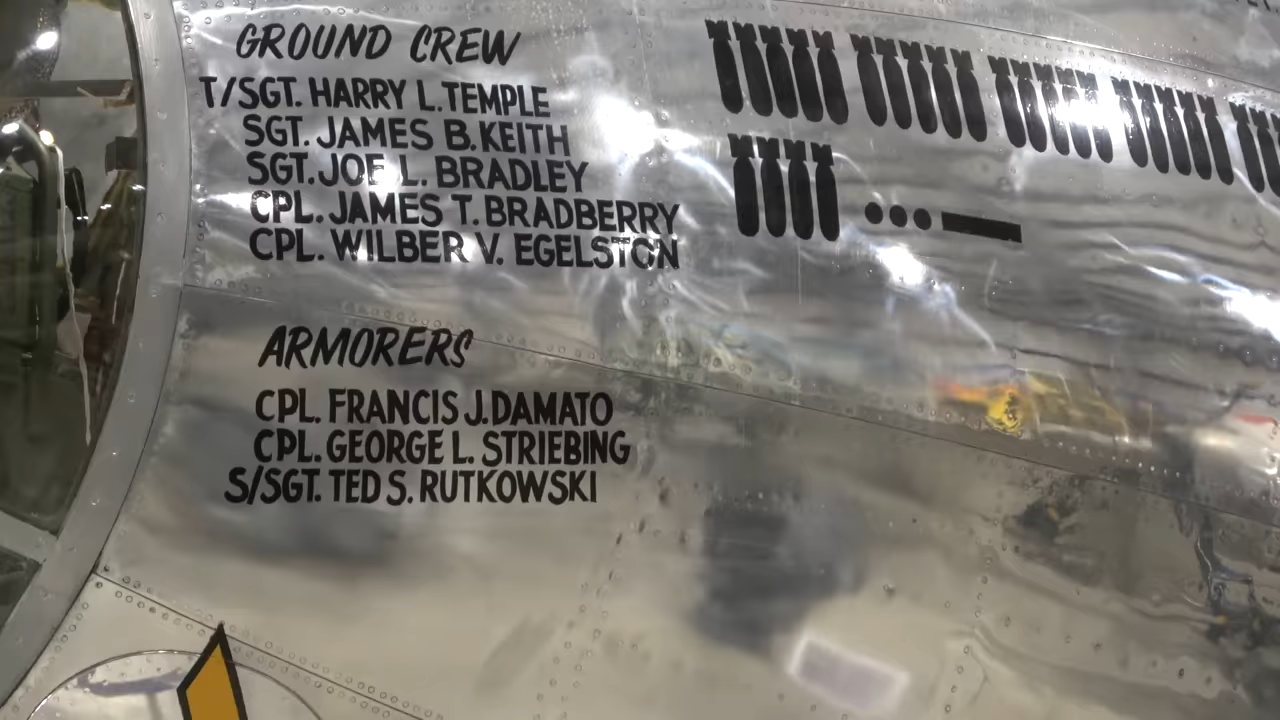 GROUND CREW
T/SGT. HARRY L. TEMPLE
SGT. JAMES B. KEITH
SGT. JOE L. BRADLEY
CPL. JAMES T. BRADBERRY
CPL. WILBER V. EGELSTON
ARMORERS
CPL. FRANCIS J. DAMATO
CPL. GEORGE L. STRIEBING
S/SGT. TED S. RUTKOWSKI